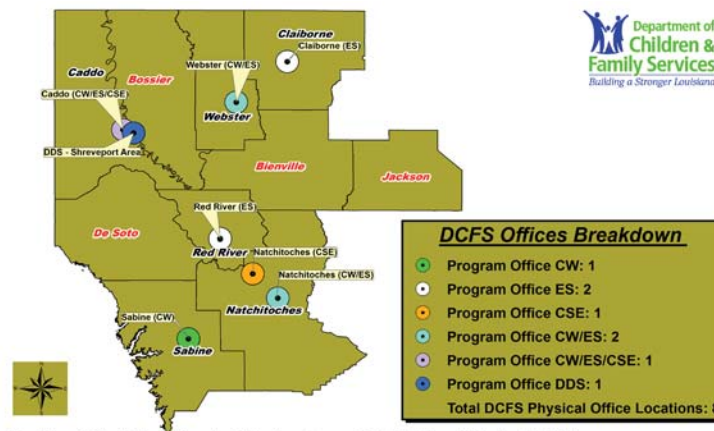 Department of
Children &
Family Services
Building a Stronger Louisiana
Claiborne
Claiborne (ES)
Caddo
Bossier
Webster (CW/ES)
Caddo (CW/ES/CSE)
Webster
DDS - Shreveport Area
Bienville
Jackson
Red River (ES)
De Soto
Red River
Natchitoches (CSE)
Natchitoches (CW/ES)
Natchitoches
Sabine (CW)
Sabine
DCFS Offices Breakdown
Program Office CW: 1
Program Office ES: 2
Program Office CSE: 1
Program Office CW/ES: 2
Program Office CW/ES/CSE: 1
Program Office DDS: 1
Total DCFS Physical Office Locations: 8